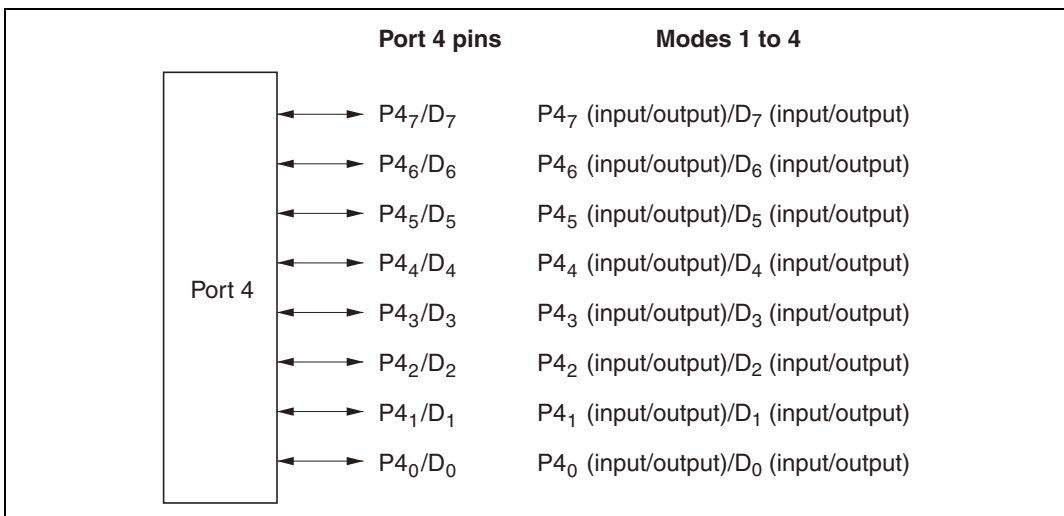 Port 4 pins Modes 1 to 4
P4₇/D₇ P4₇ (input/output)/D₇ (input/output)
P4₆/D₆ P4₆ (input/output)/D₆ (input/output)
P4₅/D₅ P4₅ (input/output)/D₅ (input/output)
P4₄/D₄ P4₄ (input/output)/D₄ (input/output)
Port 4
P4₃/D₃ P4₃ (input/output)/D₃ (input/output)
P4₂/D₂ P4₂ (input/output)/D₂ (input/output)
P4₁/D₁ P4₁ (input/output)/D₁ (input/output)
P4₀/D₀ P4₀ (input/output)/D₀ (input/output)